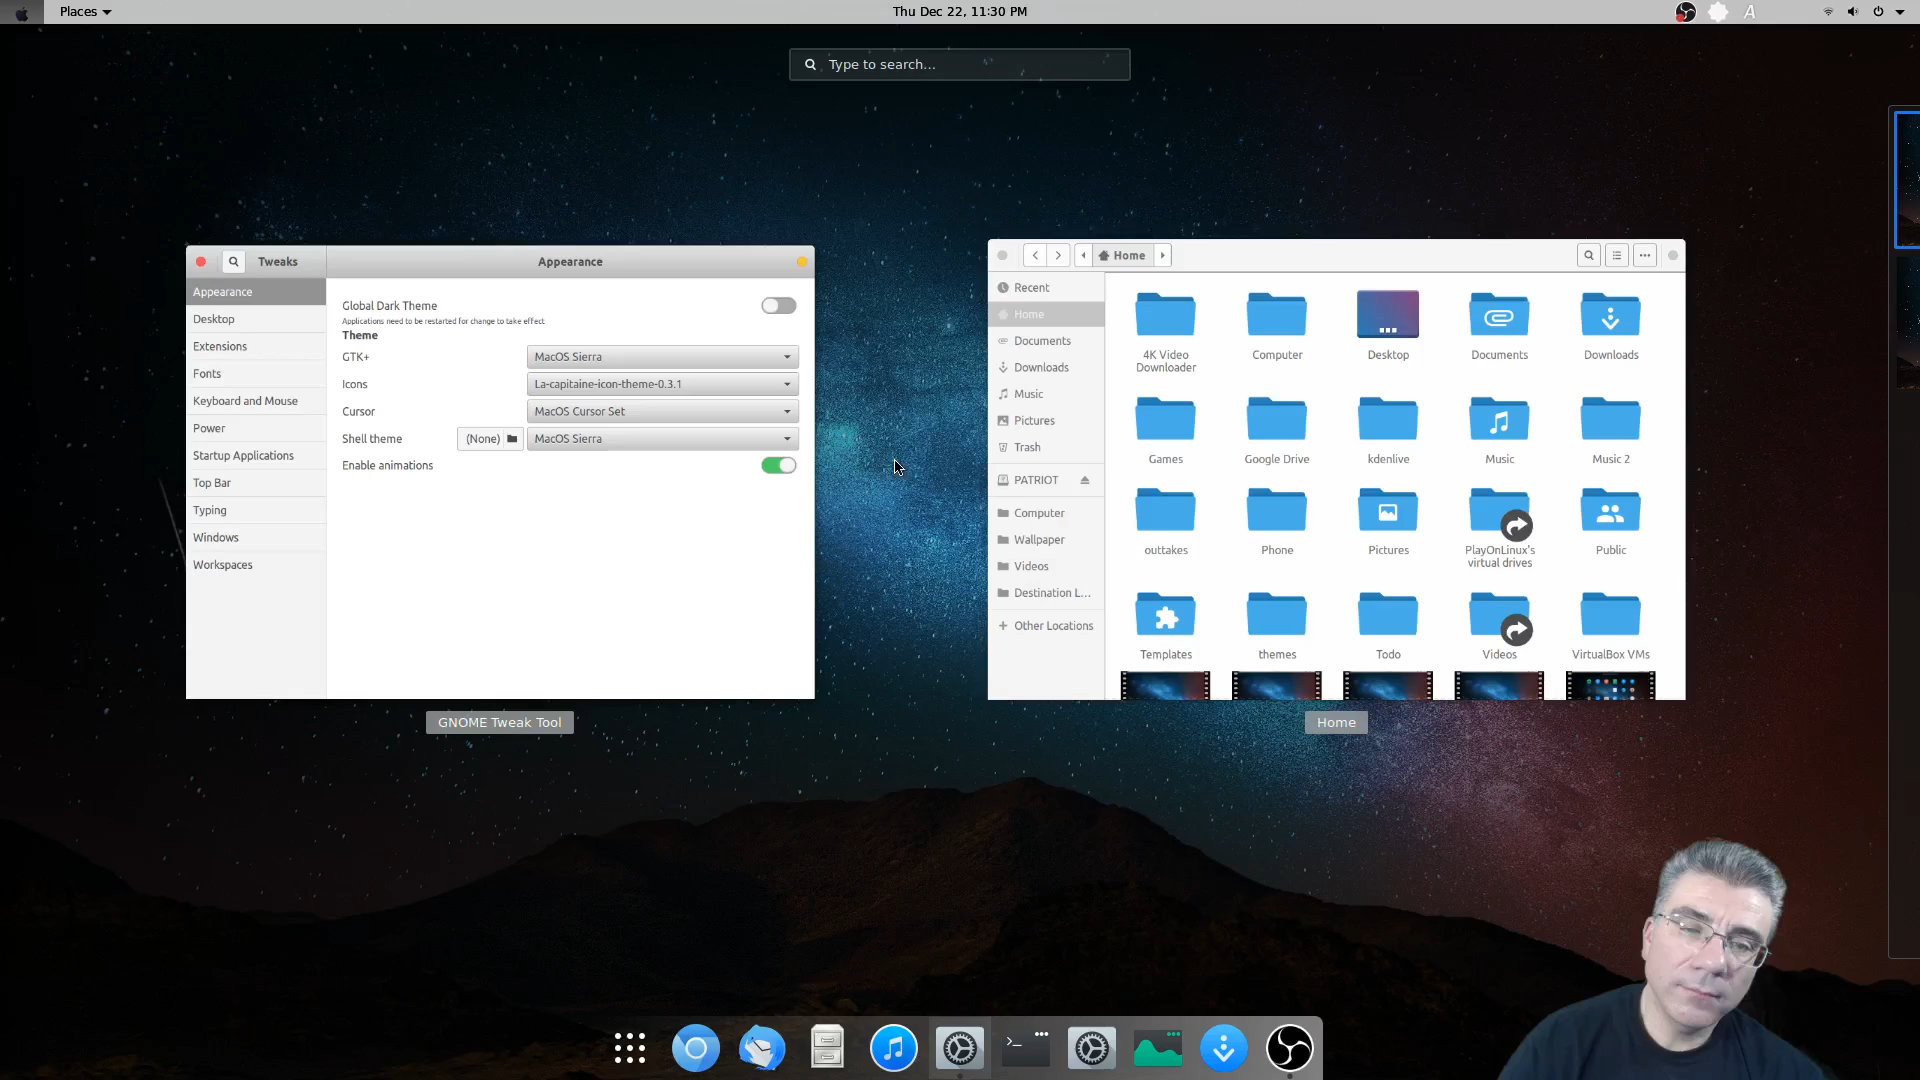 Places
Thu Dec 22, 11:30 PM
Type to search...
Tweaks
Appearance
Appearance
Desktop
Extensions
Fonts
Keyboard and Mouse
Power
Startup Applications
Top Bar
Typing
Windows
Workspaces
Global Dark Theme
Applications need to be restarted for change to take effect
Theme
GTK+
MacOS Sierra
Icons
La-capitaine-icon-theme-0.3.1
Cursor
MacOS Cursor Set
Shell theme
(None)
MacOS Sierra
Enable animations
GNOME Tweak Tool
Home
Recent
Home
Documents
Downloads
Music
Pictures
Trash
PATRIOT
Computer
Wallpaper
Videos
Destination L...
Other Locations
4K Video
Downloader
Computer
Desktop
Documents
Downloads
Games
Google Drive
kdenlive
Music
Music 2
outtakes
Phone
Pictures
PlayOnLinux's
virtual drives
Public
Templates
themes
Todo
Videos
VirtualBox VMs
Home